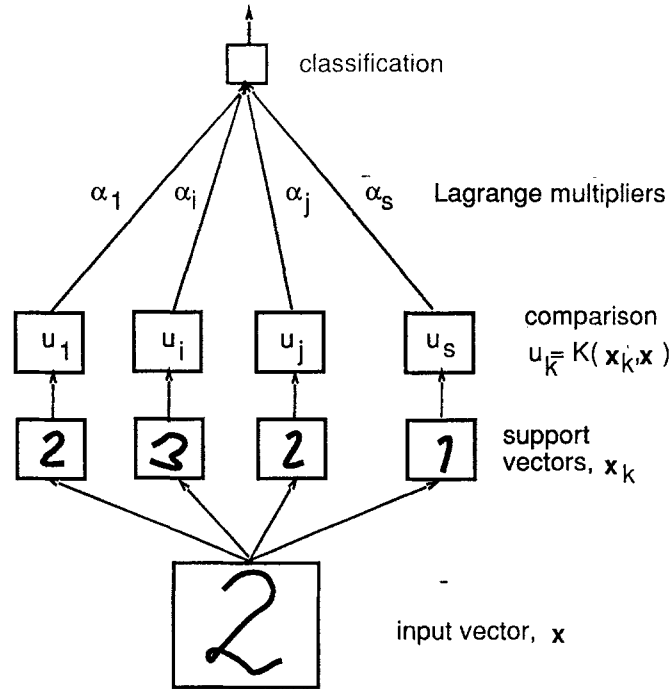 classification
α1 αi αj αs Lagrange multipliers
u1 ui uj us comparison
uk = K( xk, x )
2 3 2 1 support
vectors, xk
2
input vector, x